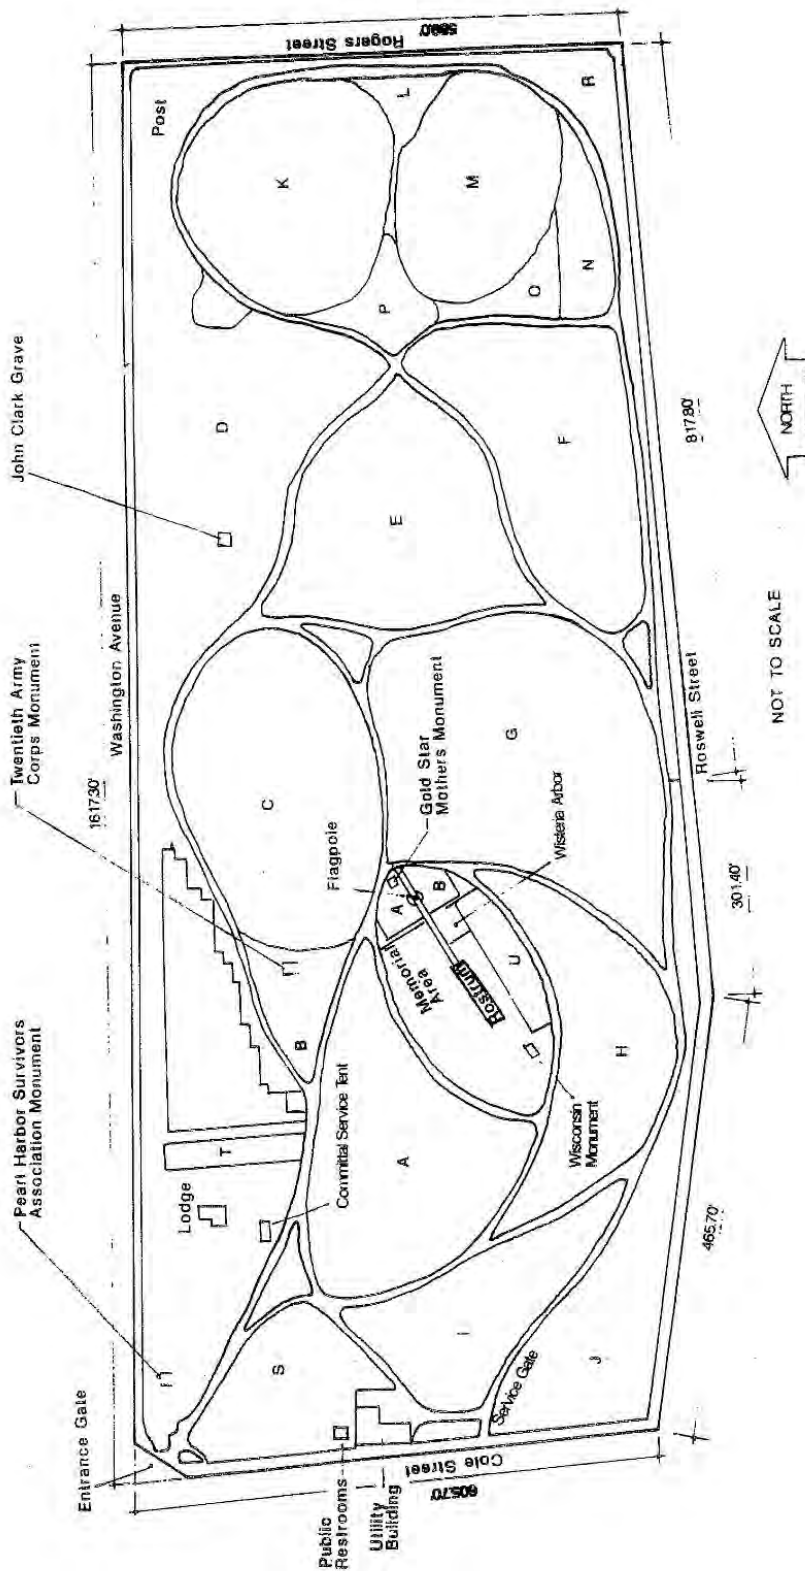 Pearl Harbor Survivors
Association Monument
Twentieth Army
Corps Monument
John Clark Grave
1617.30'
Washington Avenue
Entrance Gate
Post
Lodge
T
D
K
L
R
B
C
Committal Service Tent
Flagpole
Gold Star
Mothers Monument
Memorial
Area
A
B
Rostrum
U
Wisteria Arbor
Wisconsin
Monument
A
E
P
M
O
N
F
G
H
S
I
J
Service Gate
Public
Restrooms
Utility
Building
Cole Street
605.70'
Rogers Street
Roswell Street
465.70'
301.40'
817.80'
NOT TO SCALE
NORTH